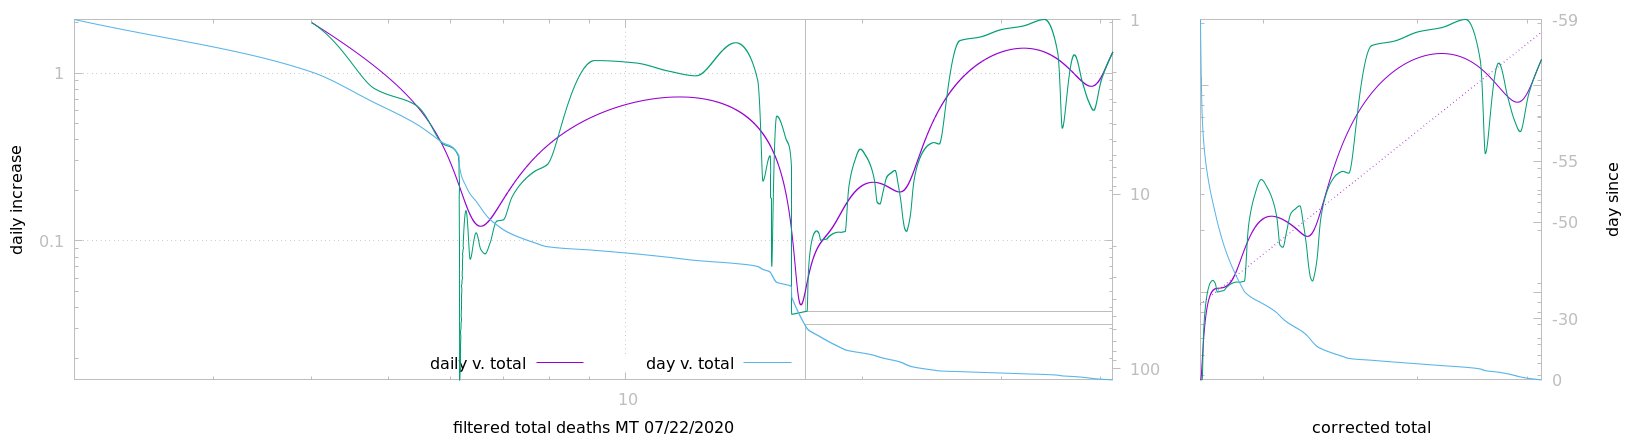 daily increase
1
0.1
10
daily v. total
day v. total
1
10
100
filtered total deaths MT 07/22/2020
-59
-55
-50
-30
0
day since
corrected total